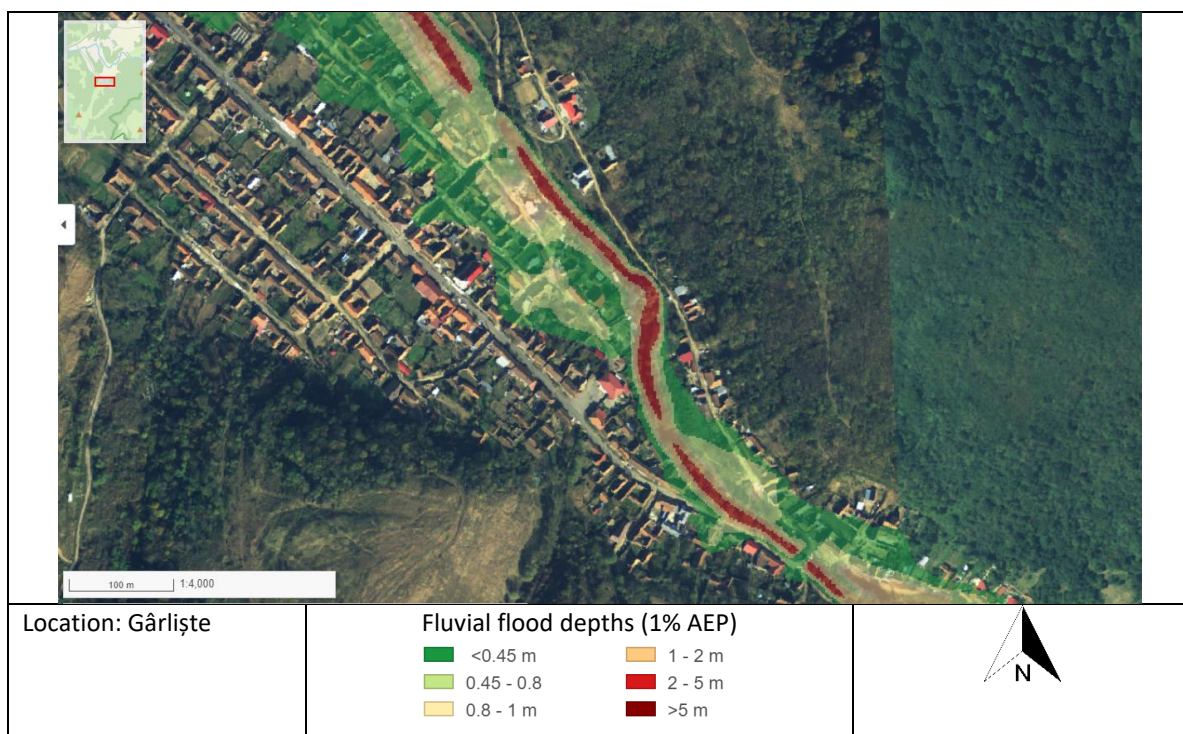 100 m
1:4,000
Location: Gârliște
Fluvial flood depths (1% AEP)
<0.45 m
1 - 2 m
0.45 - 0.8
2 - 5 m
0.8 - 1 m
>5 m
N